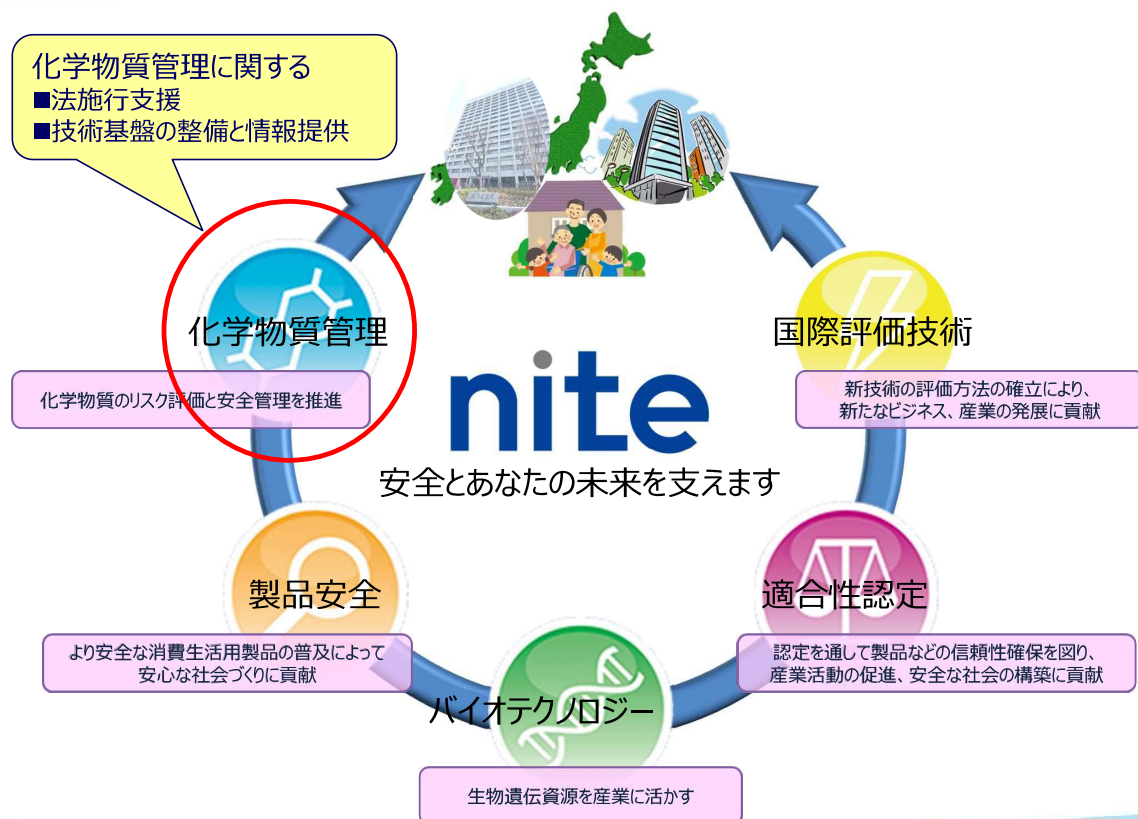 化学物質管理に関する
■法施行支援
■技術基盤の整備と情報提供
化学物質管理
化学物質のリスク評価と安全管理を推進
国際評価技術
新技術の評価方法の確立により、
新たなビジネス、産業の発展に貢献
nite
安全とあなたの未来を支えます
製品安全
より安全な消費生活用製品の普及によって
安心な社会づくりに貢献
適合性認定
認定を通して製品などの信頼性確保を図り、
産業活動の促進、安全な社会の構築に貢献
バイオテクノロジー
生物遺伝資源を産業に活かす